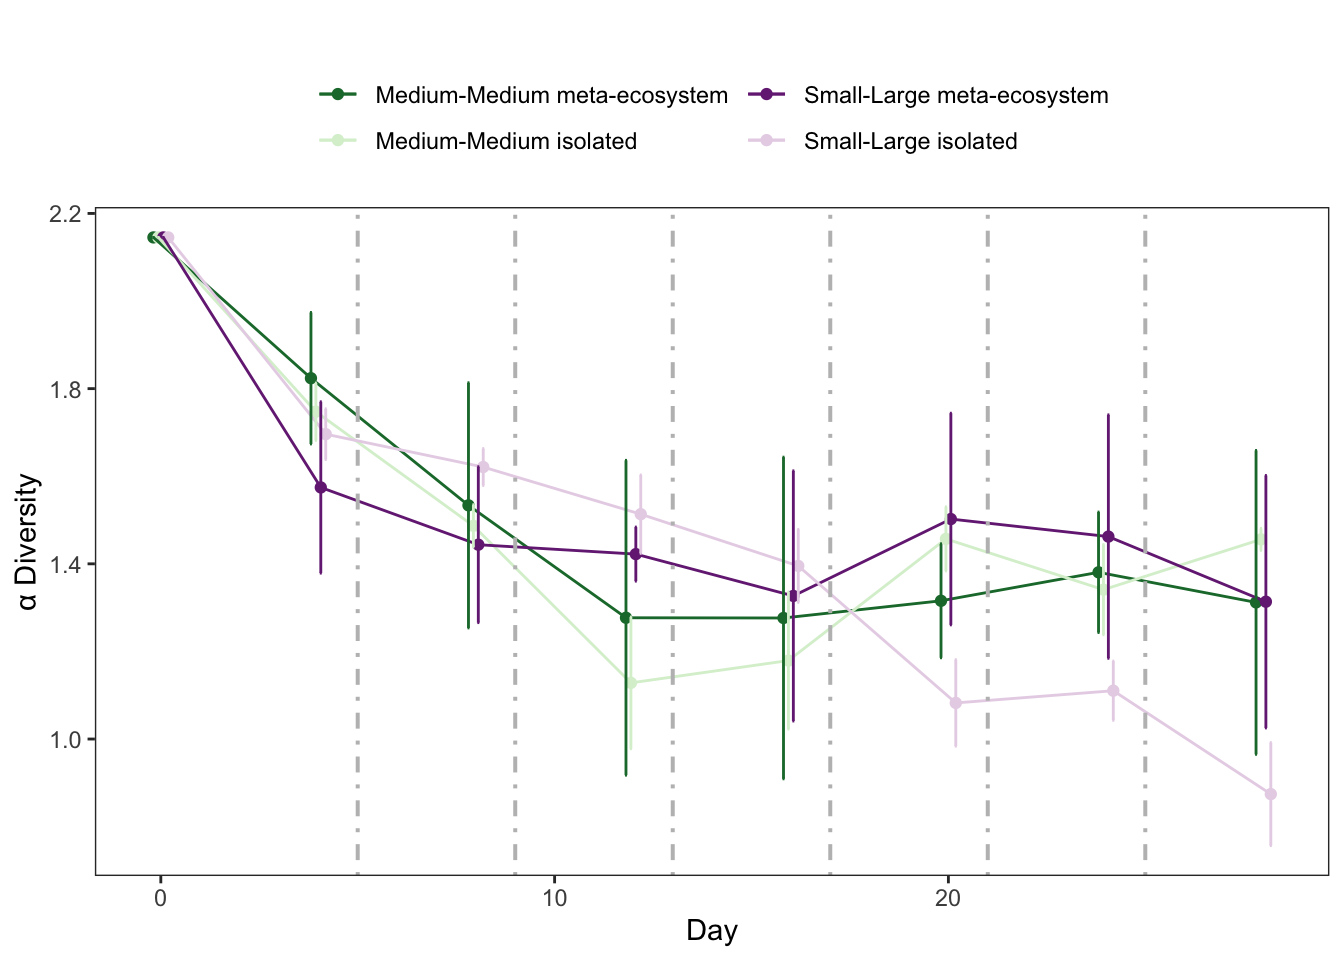 Medium-Medium meta-ecosystem
Small-Large meta-ecosystem
Medium-Medium isolated
Small-Large isolated
2.2
1.8
1.4
1.0
α Diversity
0
10
20
Day